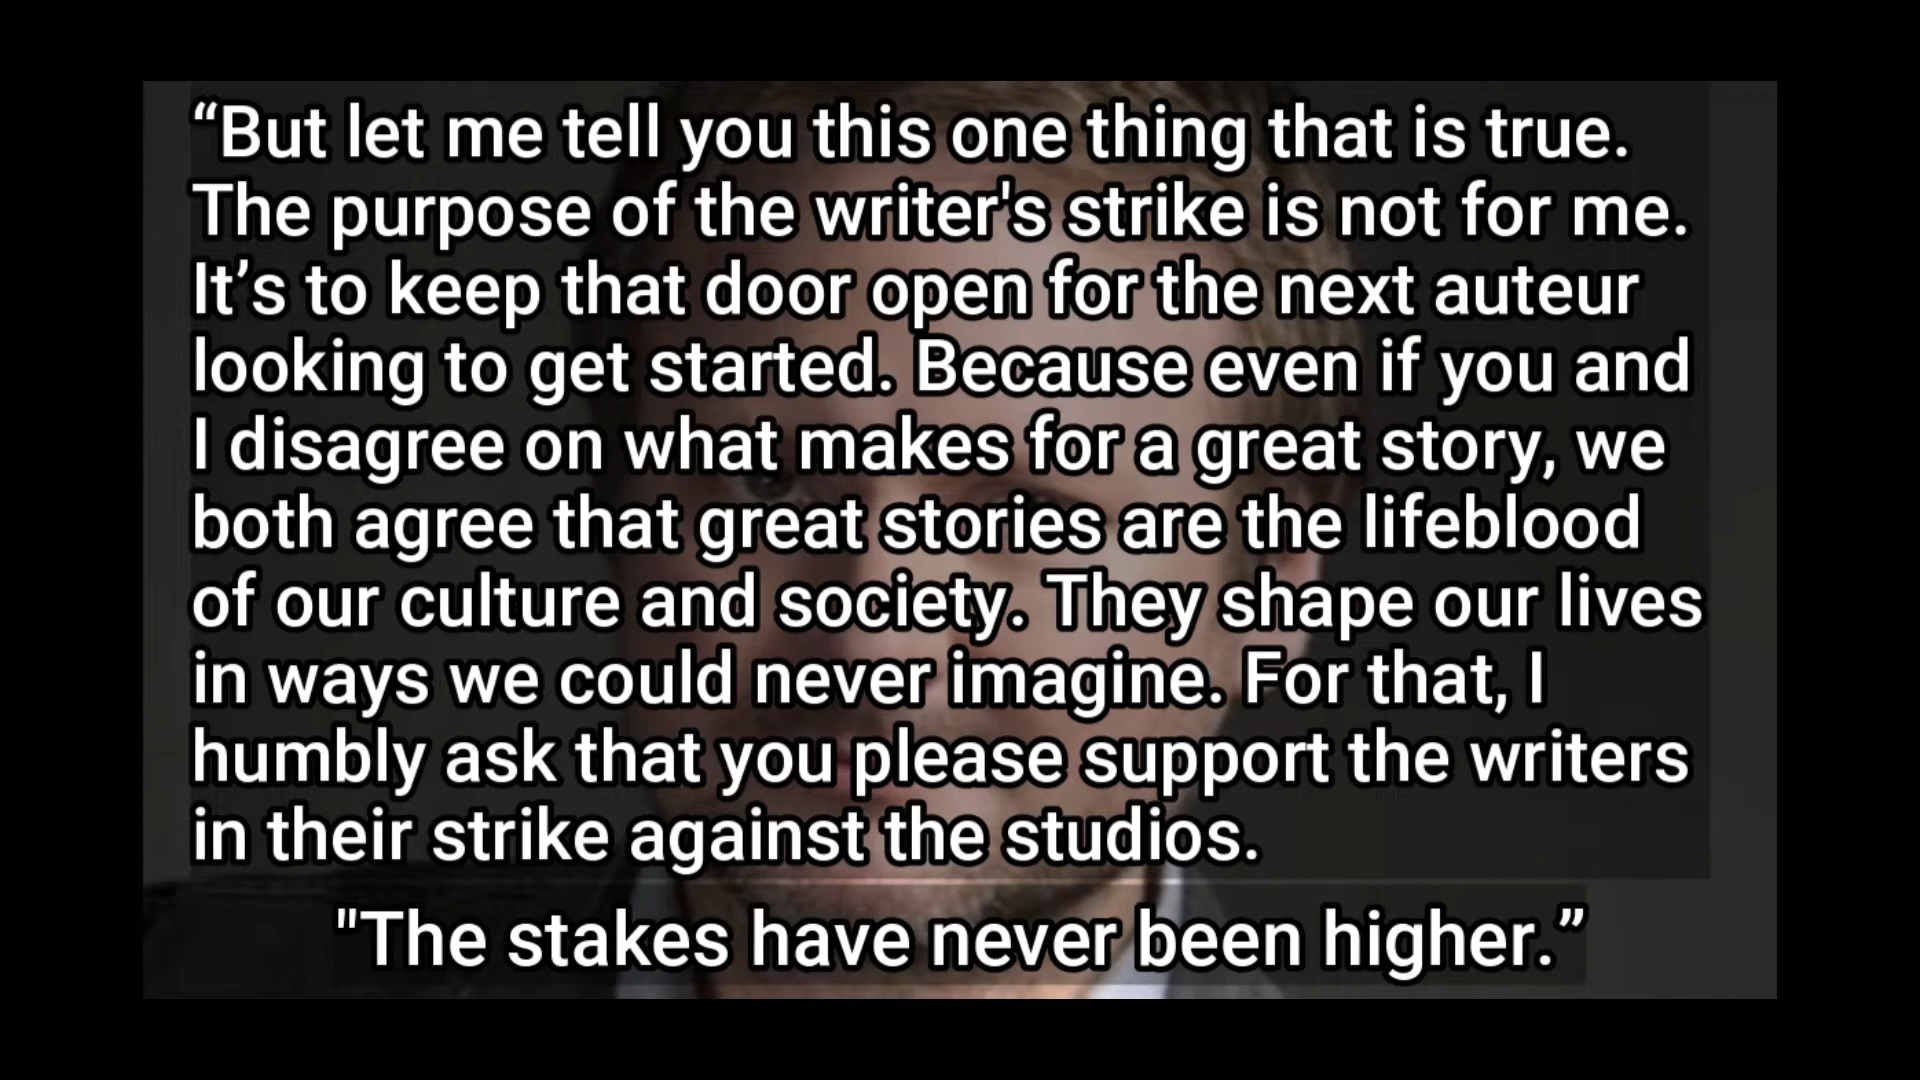 “But let me tell you this one thing that is true.
The purpose of the writer's strike is not for me.
It’s to keep that door open for the next auteur
looking to get started. Because even if you and
I disagree on what makes for a great story, we
both agree that great stories are the lifeblood
of our culture and society. They shape our lives
in ways we could never imagine. For that, I
humbly ask that you please support the writers
in their strike against the studios.
"The stakes have never been higher.”